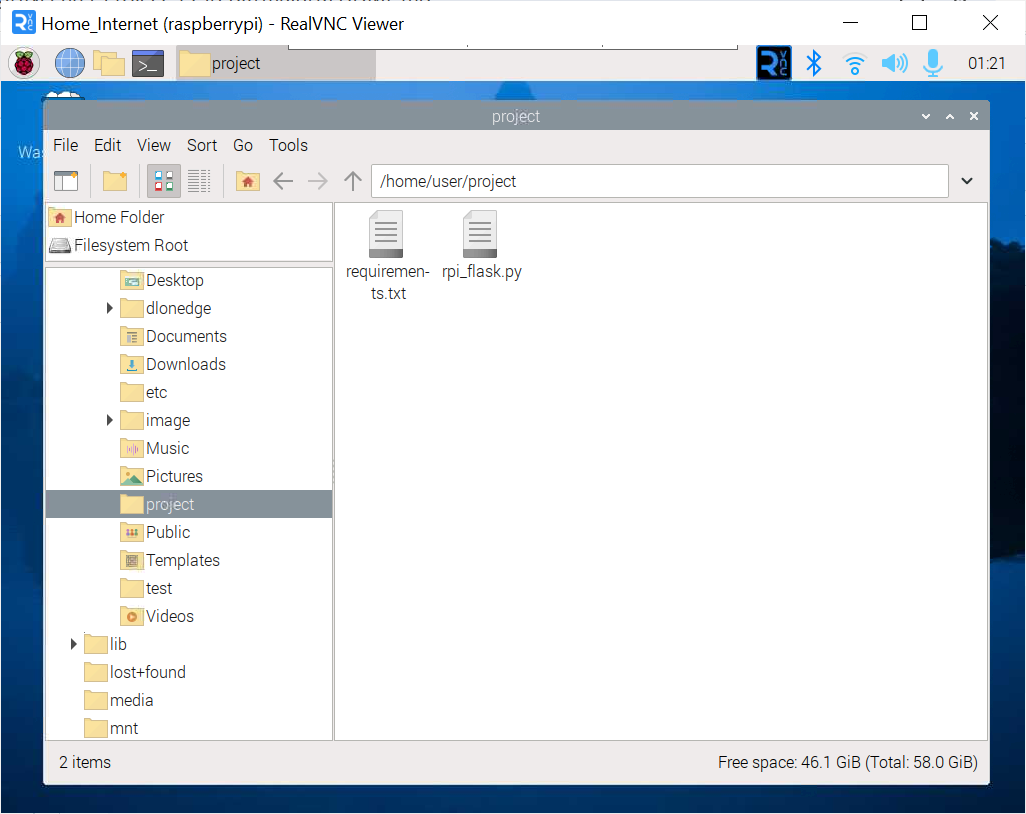 Home_Internet (raspberrypi) - RealVNC Viewer
project
01:21
project
File Edit View Sort Go Tools
/home/user/project
Home Folder
Filesystem Root
Desktop
dlonedge
Documents
Downloads
etc
image
Music
Pictures
project
Public
Templates
test
Videos
lib
lost+found
media
mnt
requiremen-
ts.txt
rpi_flask.py
2 items
Free space: 46.1 GiB (Total: 58.0 GiB)